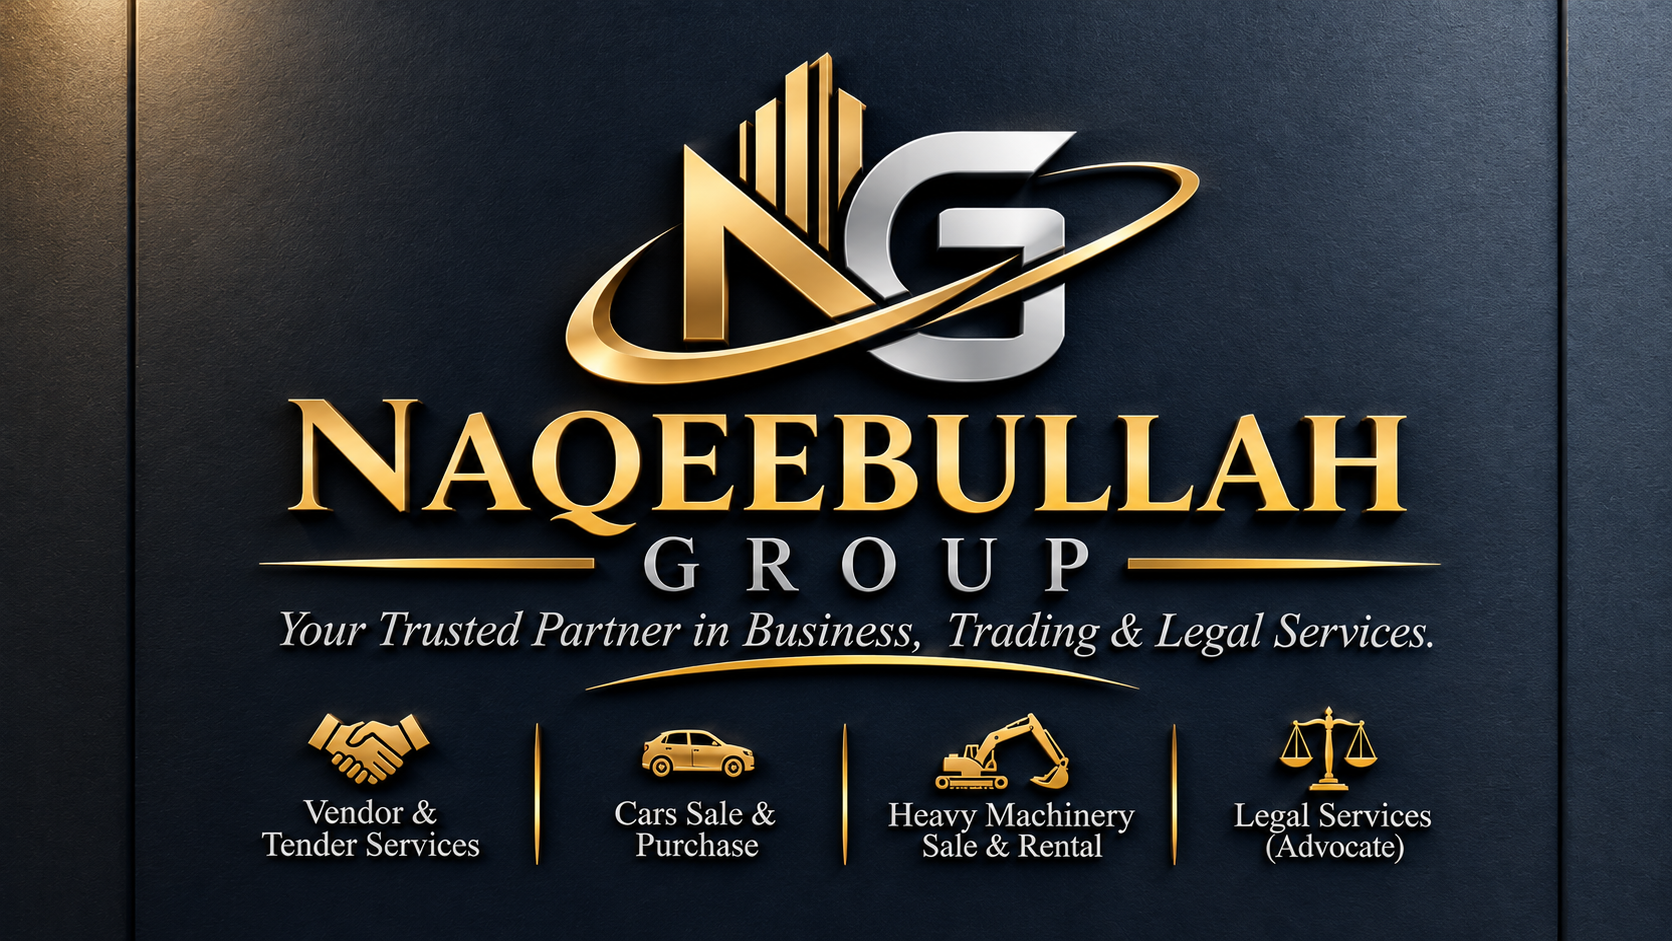 NG
NAQEEBULLAH
GROUP
Your Trusted Partner in Business, Trading & Legal Services.
Vendor &
Tender Services
Cars Sale &
Purchase
Heavy Machinery
Sale & Rental
Legal Services
(Advocate)